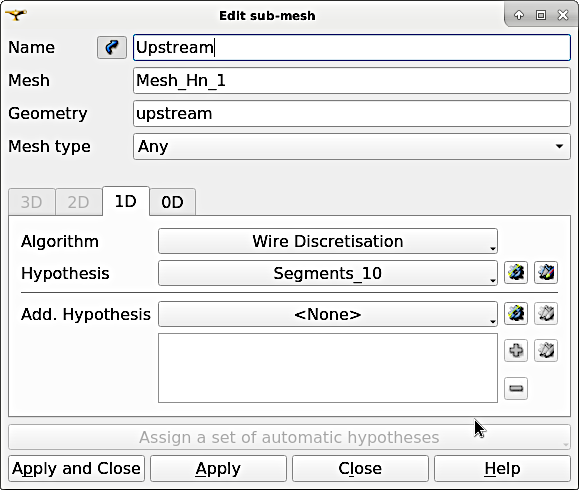 Edit sub-mesh
Name Upstream
Mesh Mesh_Hn_1
Geometry upstream
Mesh type Any
3D 2D 1D 0D
Algorithm Wire Discretisation
Hypothesis Segments_10
Add. Hypothesis <None>
Assign a set of automatic hypotheses
Apply and Close Apply Close Help